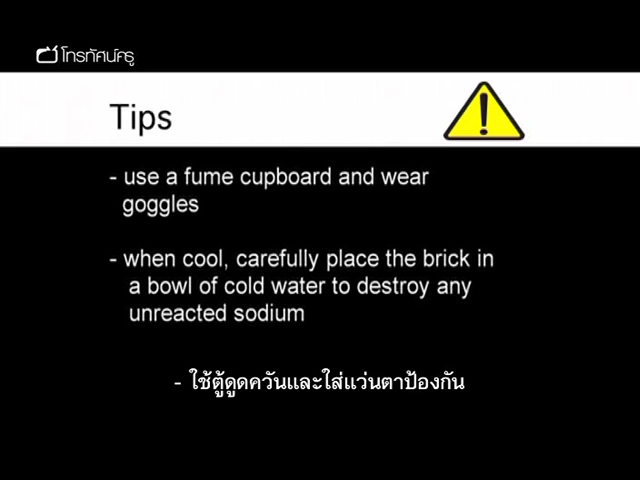 โทรทัศน์ครู
Tips
- use a fume cupboard and wear
goggles
- when cool, carefully place the brick in
a bowl of cold water to destroy any
unreacted sodium
- ใช้ตู้ดูดควันและใส่แว่นตาป้องกัน